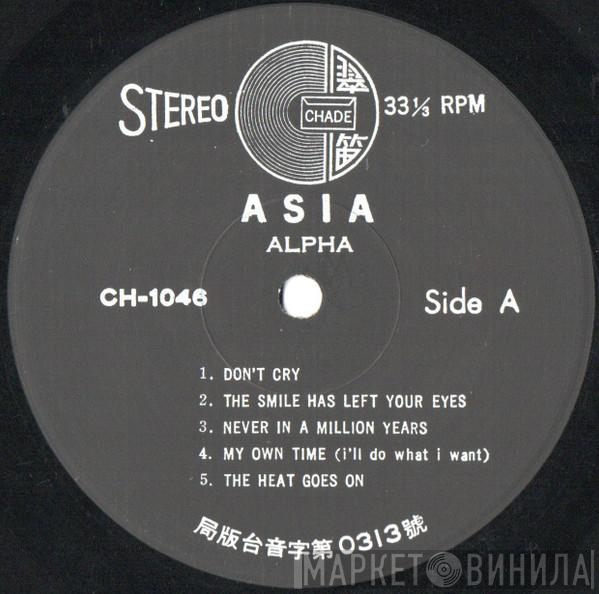 STEREO
翠笛
CHADE
33 1/3 RPM
ASIA
ALPHA
CH-1046
Side A
1. DON'T CRY
2. THE SMILE HAS LEFT YOUR EYES
3. NEVER IN A MILLION YEARS
4. MY OWN TIME (i'll do what i want)
5. THE HEAT GOES ON
局版台音字第0313號
МАРКЕТ ВИНИЛА